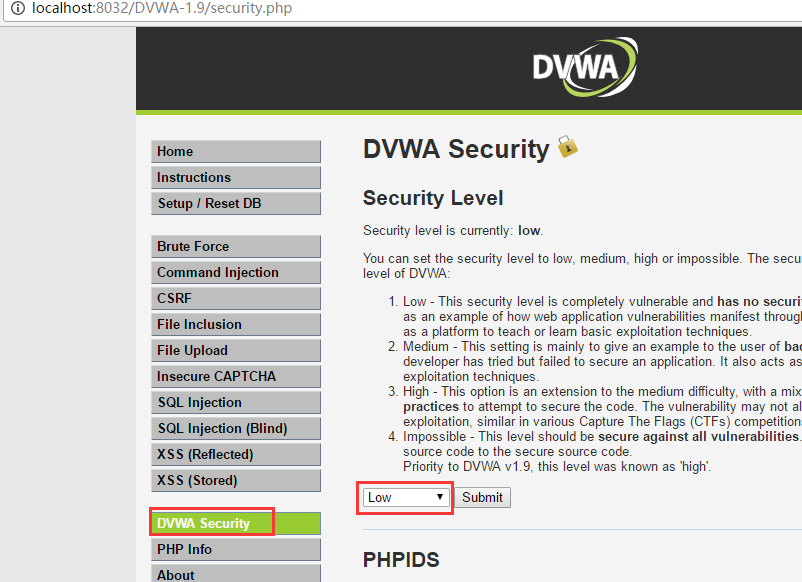 localhost:8032/DVWA-1.9/security.php
DVWA
Home
Instructions
Setup / Reset DB
Brute Force
Command Injection
CSRF
File Inclusion
File Upload
Insecure CAPTCHA
SQL Injection
SQL Injection (Blind)
XSS (Reflected)
XSS (Stored)
DVWA Security
PHP Info
About
DVWA Security
Security Level
Security level is currently: low.
You can set the security level to low, medium, high or impossible. The secu
level of DVWA:
1. Low - This security level is completely vulnerable and has no securi
as an example of how web application vulnerabilities manifest through
as a platform to teach or learn basic exploitation techniques.
2. Medium - This setting is mainly to give an example to the user of bad
developer has tried but failed to secure an application. It also acts as
exploitation techniques.
3. High - This option is an extension to the medium difficulty, with a mix
practices to attempt to secure the code. The vulnerability may not al
exploitation, similar in various Capture The Flags (CTFs) competition
4. Impossible - This level should be secure against all vulnerabilities.
source code to the secure source code.
Priority to DVWA v1.9, this level was known as 'high'.
Low
Submit
PHPIDS